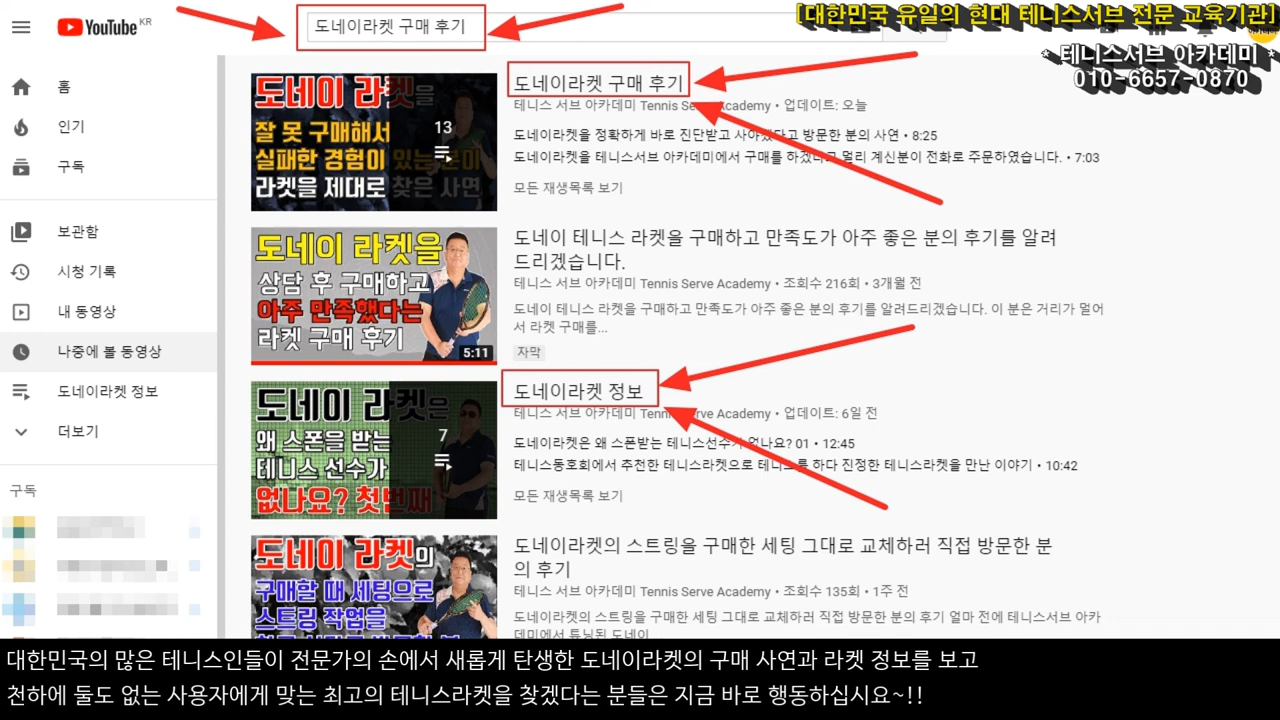 YouTube KR
도네이라켓 구매 후기
[대한민국 유일의 현대 테니스서브 전문 교육기관]
* 테니스서브 아카데미 *
010-6657-0870
홈
인기
구독
보관함
시청 기록
내 동영상
나중에 볼 동영상
도네이라켓 정보
더보기
구독
도네이 라켓을
잘 못 구매해서
실패한 경험이 있는 분이
라켓을 제대로 찾은 사연
13
도네이라켓 구매 후기
테니스 서브 아카데미 Tennis Serve Academy • 업데이트: 오늘
도네이라켓을 정확하게 바로 진단받고 사야겠다고 방문한 분의 사연 • 8:25
도네이라켓을 테니스서브 아카데미에서 구매를 하겠다고 멀리 계신분이 전화로 주문하였습니다. • 7:03
모든 재생목록 보기
도네이 라켓을
상담 후 구매하고
아주 만족했다는
라켓 구매 후기
5:11
도네이 테니스 라켓을 구매하고 만족도가 아주 좋은 분의 후기를 알려
드리겠습니다.
테니스 서브 아카데미 Tennis Serve Academy • 조회수 216회 • 3개월 전
도네이 테니스 라켓을 구매하고 만족도가 아주 좋은 분의 후기를 알려드리겠습니다. 이 분은 거리가 멀어
서 라켓 구매를...
자막
도네이 라켓은
왜 스폰을 받는
테니스 선수가
없나요? 첫번째
7
도네이라켓 정보
테니스 서브 아카데미 Tennis Serve Academy • 업데이트: 6일 전
도네이라켓은 왜 스폰받는 테니스선수가 없나요? 01 • 12:45
테니스동호회에서 추천한 테니스라켓으로 테니스를 하다 진정한 테니스라켓을 만난 이야기 • 10:42
모든 재생목록 보기
도네이 라켓의
구매할 때 세팅으로
스트링 작업을
도네이라켓의 스트링을 구매한 세팅 그대로 교체하러 직접 방문한 분
의 후기
테니스 서브 아카데미 Tennis Serve Academy • 조회수 135회 • 1주 전
도네이라켓의 스트링을 구매한 세팅 그대로 교체하러 직접 방문한 분의 후기 얼마 전에 테니스서브 아카
데미에서 튜닝된 도네이
대한민국의 많은 테니스인들이 전문가의 손에서 새롭게 탄생한 도네이라켓의 구매 사연과 라켓 정보를 보고
천하에 둘도 없는 사용자에게 맞는 최고의 테니스라켓을 찾겠다는 분들은 지금 바로 행동하십시요~!!